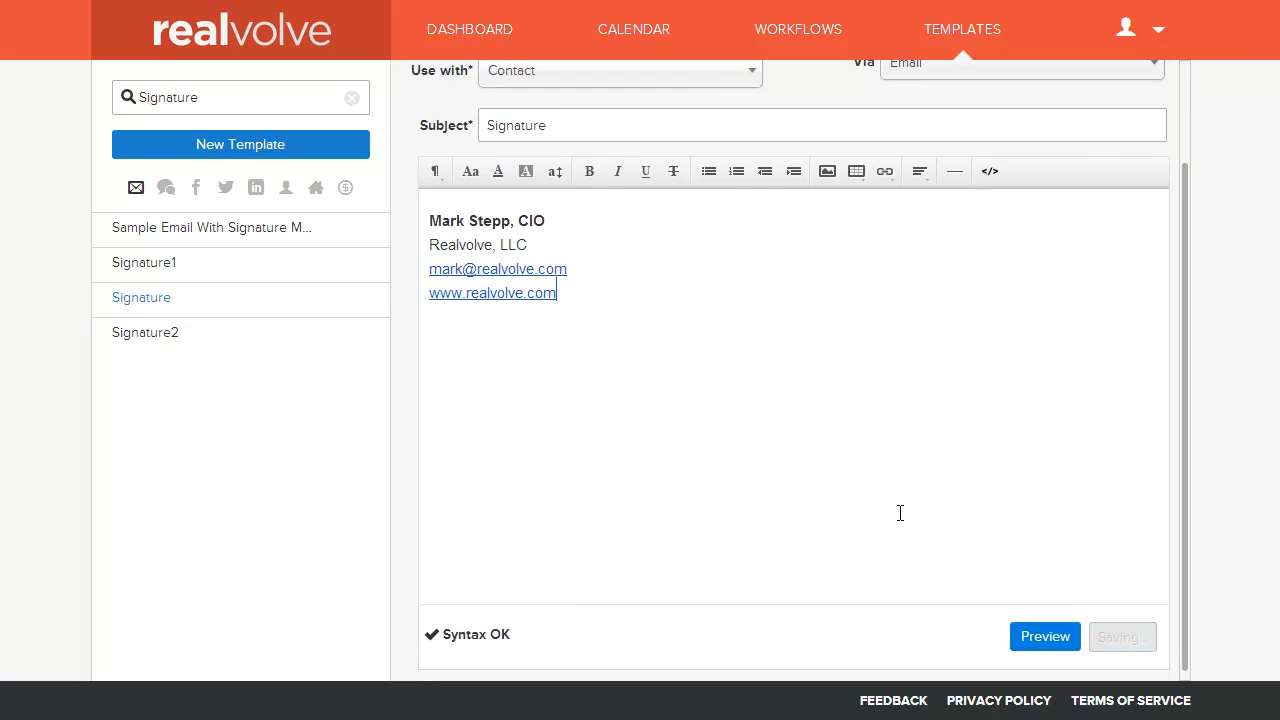 realvolve
DASHBOARD
CALENDAR
WORKFLOWS
TEMPLATES
Signature
New Template
Sample Email With Signature M...
Signature1
Signature
Signature2
Use with*
Contact
Via
Email
Subject*
Signature
Aa
A
A
B
I
U
T
</>
Mark Stepp, CIO
Realvolve, LLC
mark@realvolve.com
www.realvolve.com
Syntax OK
Preview
Saving...
FEEDBACK
PRIVACY POLICY
TERMS OF SERVICE